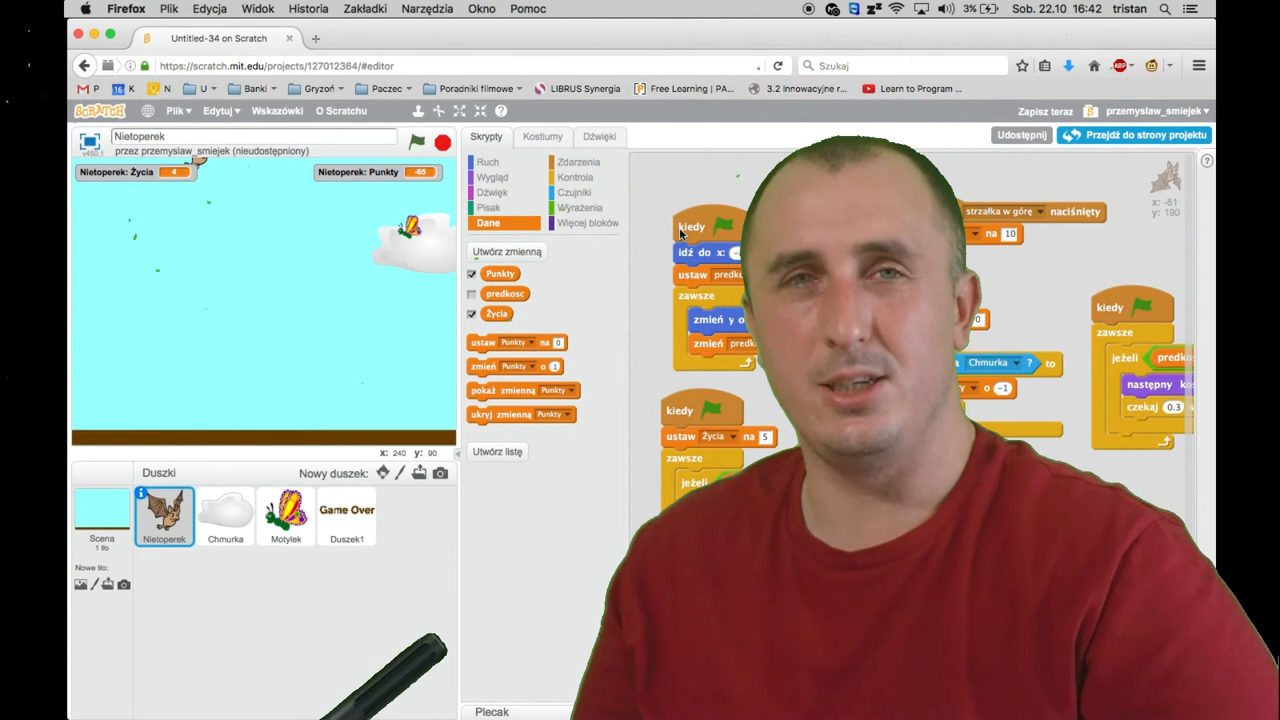 Firefox Plik Edycja Widok Historia Zakładki Narzędzia Okno Pomoc 3% Sob. 22.10 16:42 tristan
Untitled-34 on Scratch
https://scratch.mit.edu/projects/127012364/#editor Szukaj
P K N U Banki Gryzoń Paczec Poradniki filmowe LIBRUS Synergia Free Learning | PA... 3.2 Innowacyjne r... Learn to Program ...
SCRATCH Plik Edytuj Wskazówki O Scratchu Zapisz teraz przemyslaw_smiejek
Nietoperek
v450.1 przez przemyslaw_smiejek (nieudostępniony)
Skrypty Kostiumy Dźwięki
Udostępnij Przejdź do strony projektu
Nietoperek: Życia 4
Nietoperek: Punkty -65
Ruch Zdarzenia
Wygląd Kontrola
Dźwięk Czujniki
Pisak Wyrażenia
Dane Więcej bloków
Utwórz zmienną
Punkty
predkosc
Życia
ustaw Punkty na 0
zmień Punkty o 1
pokaż zmienną Punkty
ukryj zmienną Punkty
Utwórz listę
x: -81
y: 190
kiedy
idź do x:
ustaw
zawsze
zmień y o
zmień
kiedy
ustaw Życia na 5
zawsze
jeżeli
strzałka w górę naciśnięty
na 10
Chmurka ? to
o -1
kiedy
zawsze
jeżeli
następny
czekaj 0.3 s
x: 240 y: 90
Duszki Nowy duszek:
Scena
1 tło
Nowe tło:
Nietoperek
Chmurka
Motylek
Game Over
Duszek1
Plecak